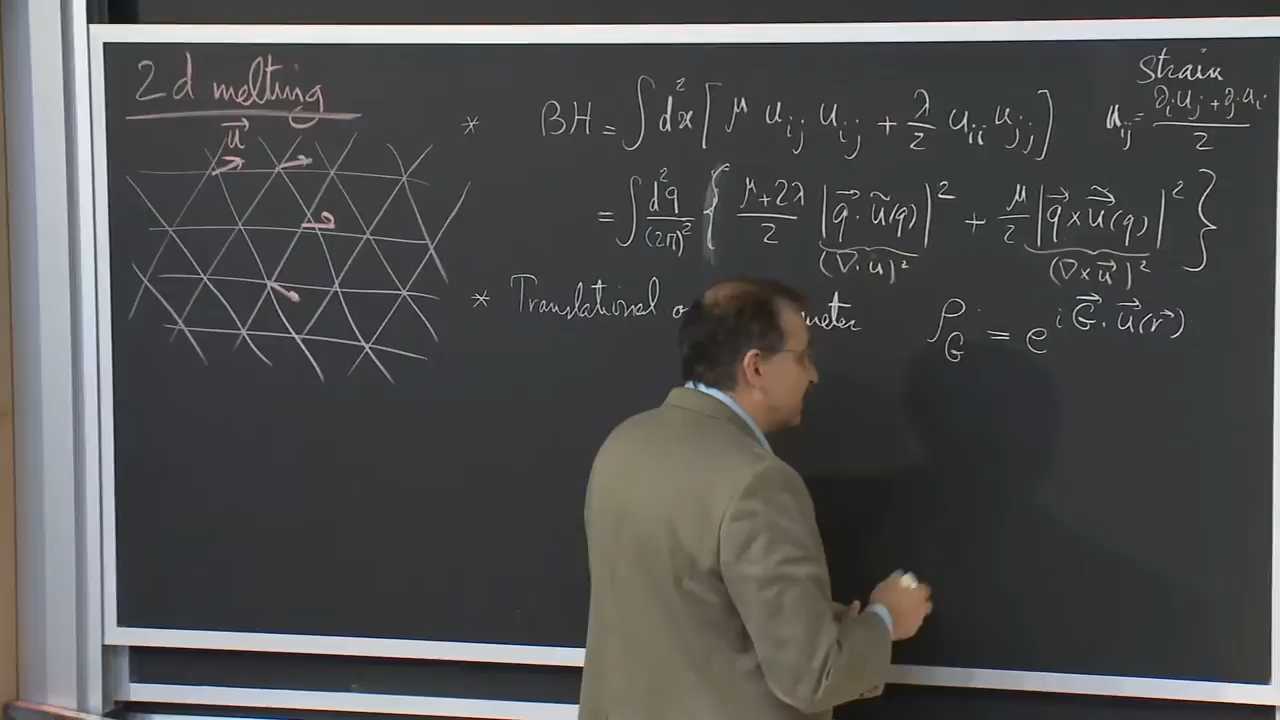 2d melting
u⃗
* βH = ∫d²x [ μ u_ij u_ij + λ/2 u_ii u_jj ]
Strain
u_ij = (∂_i u_j + ∂_j u_i)/2
= ∫ d²q/(2π)² { (μ+2λ)/2 |q⃗·ũ(q)|² + μ/2 |q⃗×ũ⃗(q)|² }
(∇·u)² (∇×u⃗)²
* Translational o meter ρ_G = e^{i G⃗·u⃗(r⃗)}